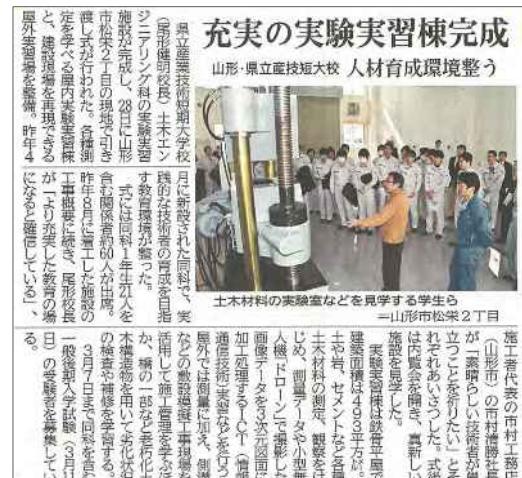 充実の実験実習棟完成
山形・県立産技短大校 人材育成環境整う
県立産業技術短期大学校
(尾形健明校長)土木エン
ジニアリング科の実験実習
施設が完成し、28日に山形
市松栄2丁目の現地で引き
渡し式が行われた。各種測
定を学べる屋内実験実習棟
と、建設現場を再現できる
屋外実習場を整備。昨年4
月に新設された同科で、実
践的な技術者の育成を目指
す教育環境が整った。
式には同科1年生21人を
含む関係者約60人が出席。
昨年8月に着工した施設の
工事概要に続き、尾形校長
が「より充実した教育の場
になると確信している」、
土木材料の実験室などを見学する学生ら
=山形市松栄2丁目
施工者代表の市村工務店
(山形市)の市村清勝社長
が「素晴らしい技術者が巣
立つことを祈りたい」とそ
れぞれあいさつした。式後
は内覧会を開き、真新しい
施設を見学した。
実験実習棟は鉄骨平屋で
建築面積は493平方㍍。
土や岩、セメントなど各種
土木材料の測定、観察をは
じめ、測量データや小型無
人機「ドローン」で撮影した
画像データを3次元図面に
加工処理するICT(情報
通信技術)実習などを行う。
屋外では測量に加え、側溝
などの敷設模擬工事現場を
活用して施工管理を学ぶほ
か、橋の一部など老朽化土
木構造物を用いて劣化状況
の検査や補修を学習する。
3月7日まで同科を含む
一般後期入学試験(3月
日)の受験者を募集してい
る。